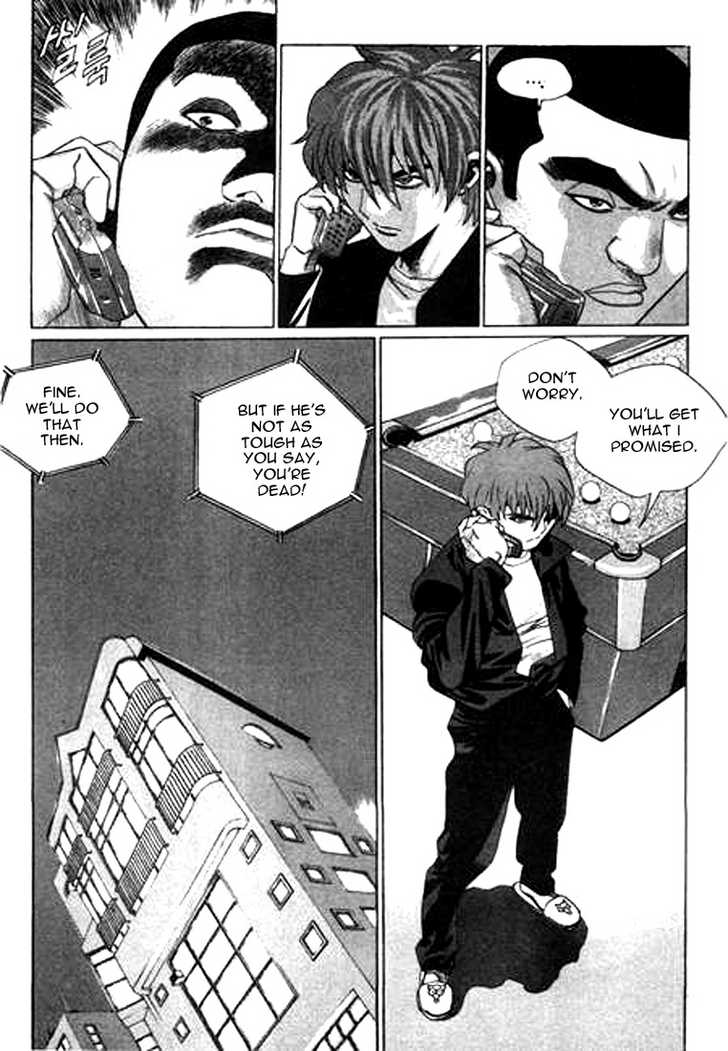 ...
FINE.
WE'LL DO
THAT
THEN.
BUT IF HE'S
NOT AS
TOUGH AS
YOU SAY,
YOU'RE
DEAD!
DON'T
WORRY.
YOU'LL GET
WHAT I
PROMISED.